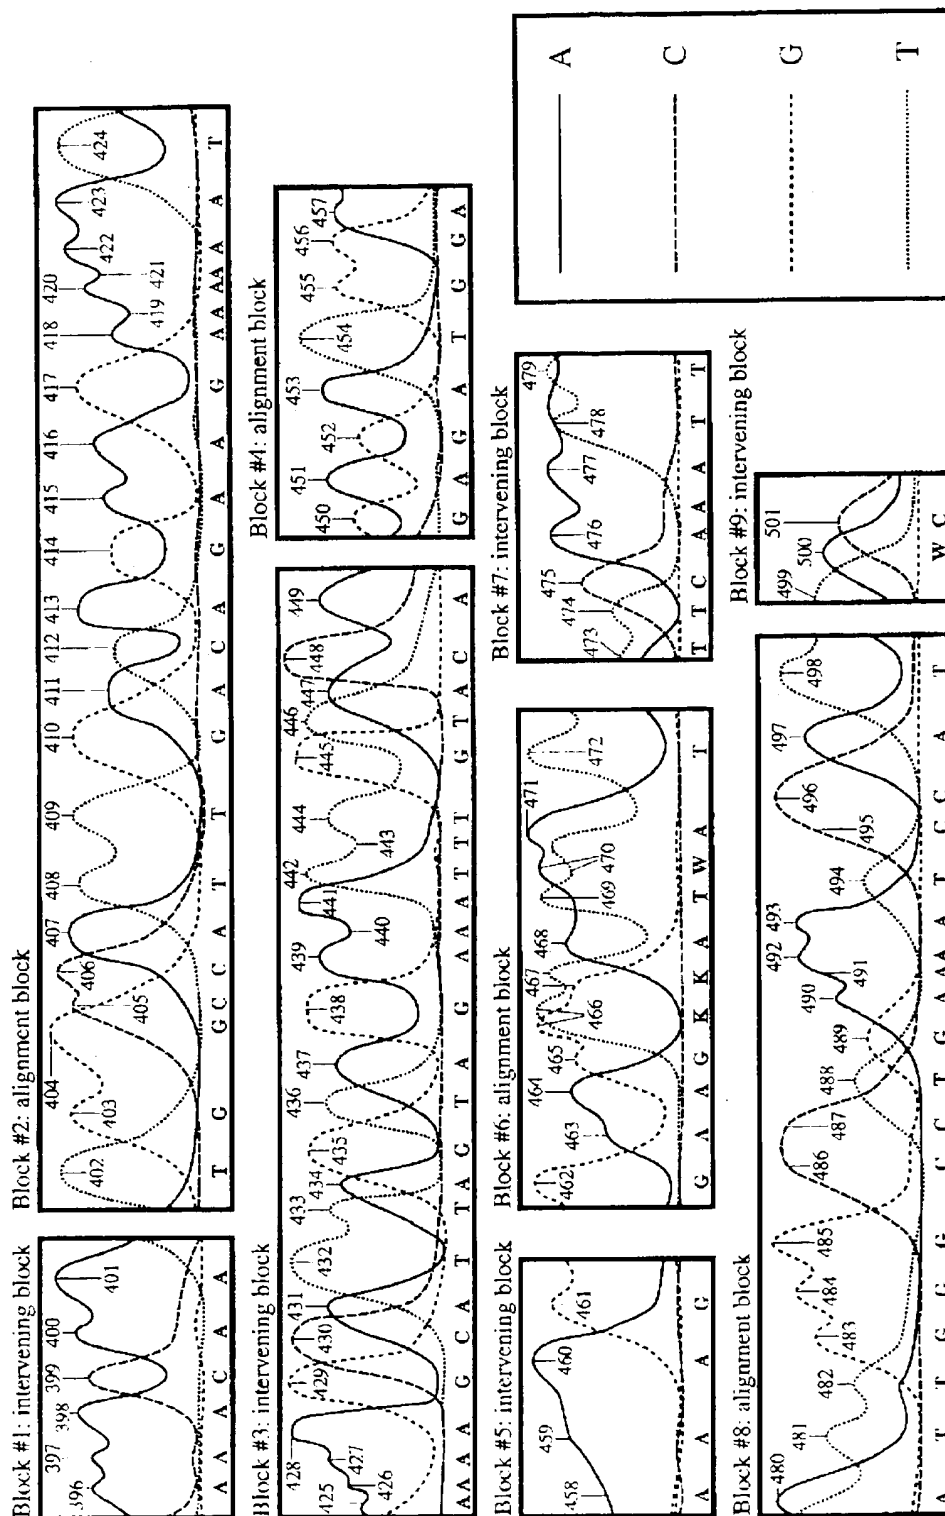 Block #1: intervening block
396 397 398 399 400 401
A A A A C A A
Block #2: alignment block
402 403 404 405 406 407 408 409 410 411 412 413 414 415 416 417 418 419 420 421 422 423 424
T G G C C A T T G A C A G A A G A A A A A A T
Block #3: intervening block
425 426 427 428 429 430 431 432 433 434 435 436 437 438 439 440 441 442 443 444 445 446 447 448 449
A A A A G C A T T A G T A G A A A T T T G T A C A
Block #4: alignment block
450 451 452 453 454 455 456 457
G A G A T G G A
Block #5: intervening block
458 459 460 461
A A A G
Block #6: alignment block
462 463 464 465 466 467 468 469 470 471 472
G A A G K K A T W A T
Block #7: intervening block
473 474 475 476 477 478 479
T T C A A A T T
Block #8: alignment block
480 481 482 483 484 485 486 487 488 489 490 491 492 493 494 495 496 497 498
A T T G G G C C T G A A A A T C C A T
Block #9: intervening block
499 500 501
W C
A
C
G
T